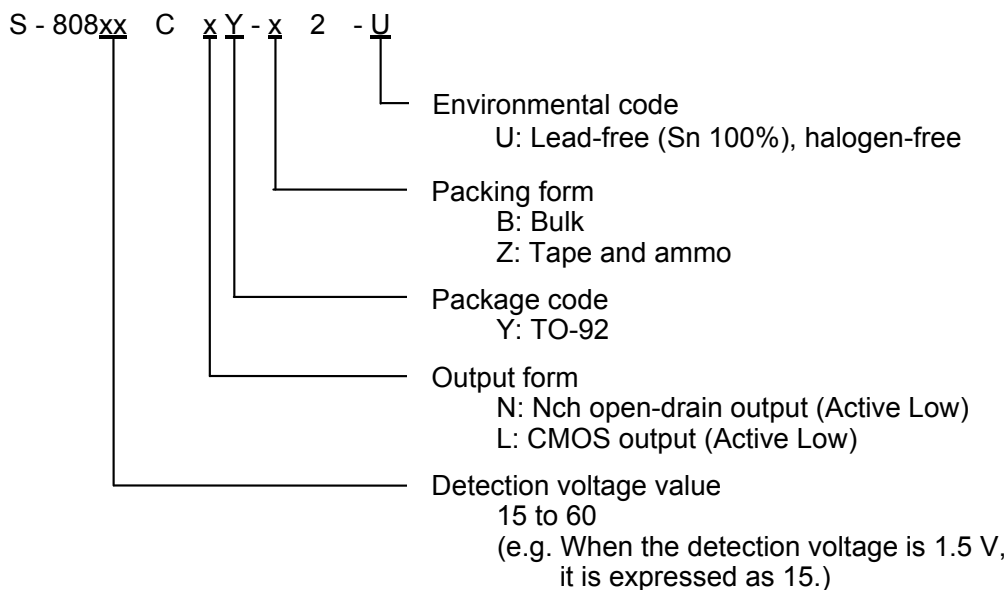 S - 808xx C x Y - x 2 - U
Environmental code
U: Lead-free (Sn 100%), halogen-free
Packing form
B: Bulk
Z: Tape and ammo
Package code
Y: TO-92
Output form
N: Nch open-drain output (Active Low)
L: CMOS output (Active Low)
Detection voltage value
15 to 60
(e.g. When the detection voltage is 1.5 V,
it is expressed as 15.)